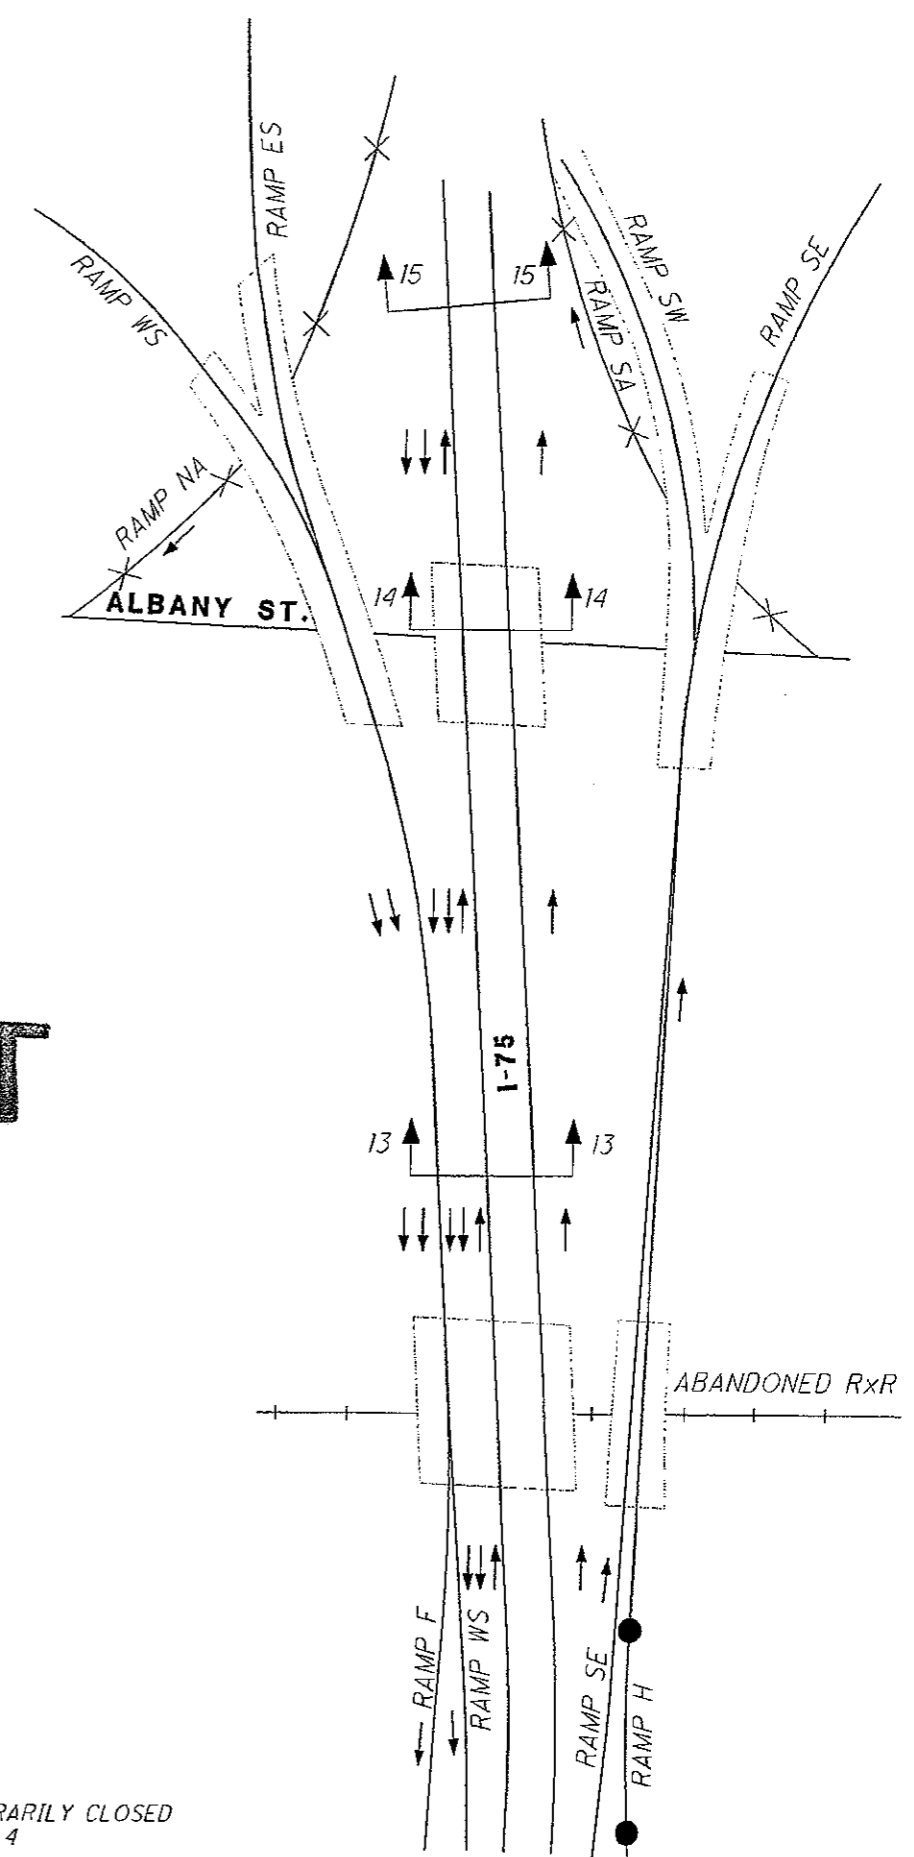 RAMP ES
RAMP WS
15
15
RAMP SW
RAMP SE
RAMP SA
RAMP NA
ALBANY ST.
14
14
T
I-75
13
13
ABANDONED RxR
RAMP F
RAMP WS
RAMP SE
RAMP H
RARILY CLOSED
4